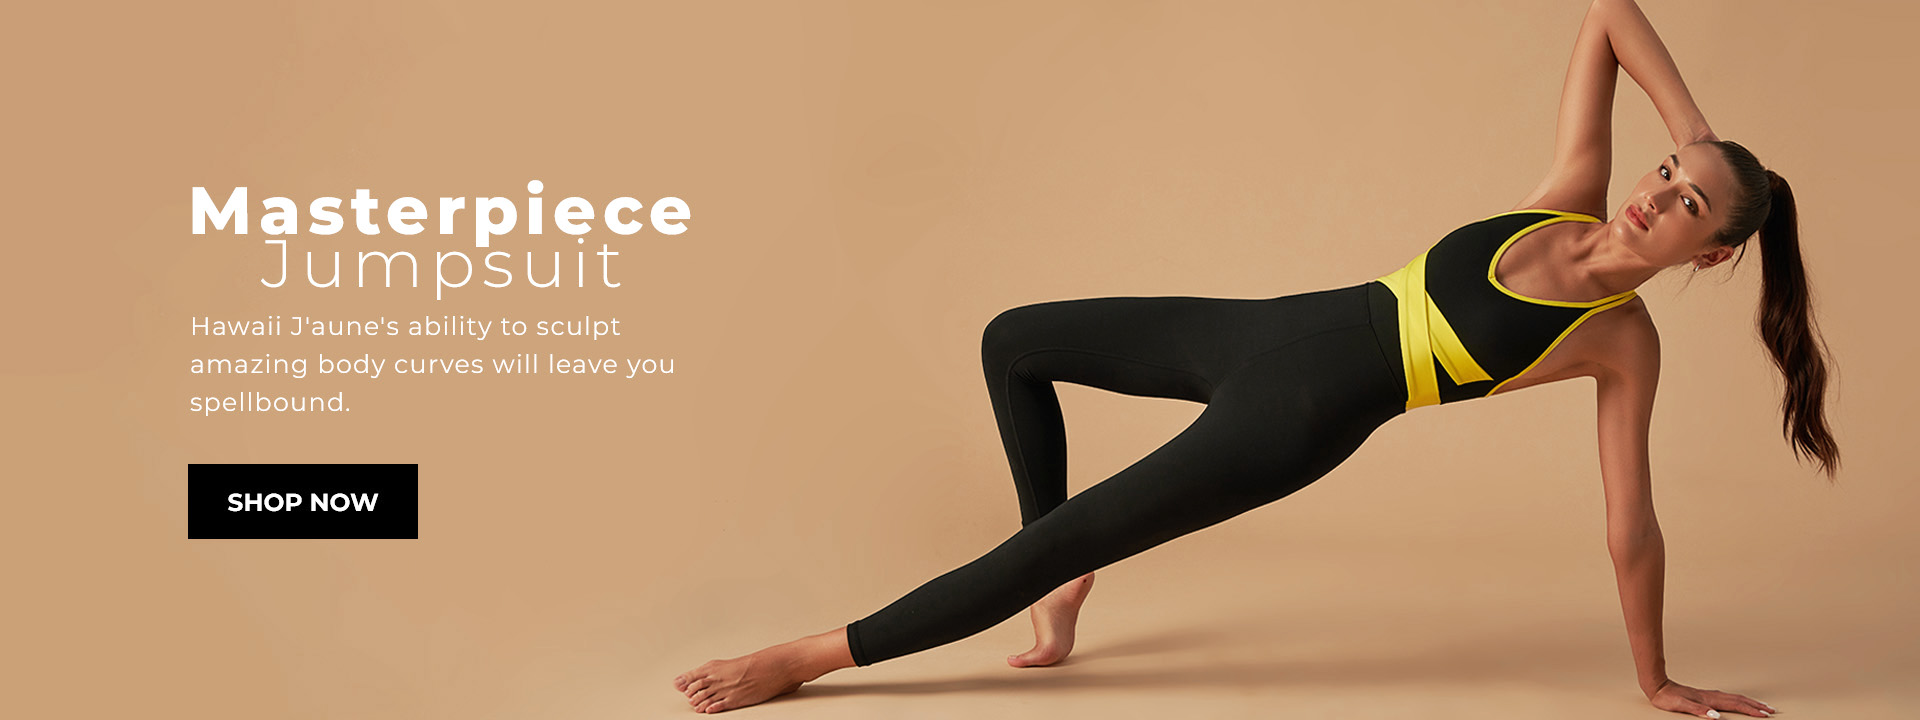 Masterpiece
Jumpsuit
Hawaii J'aune's ability to sculpt
amazing body curves will leave you
spellbound.
SHOP NOW